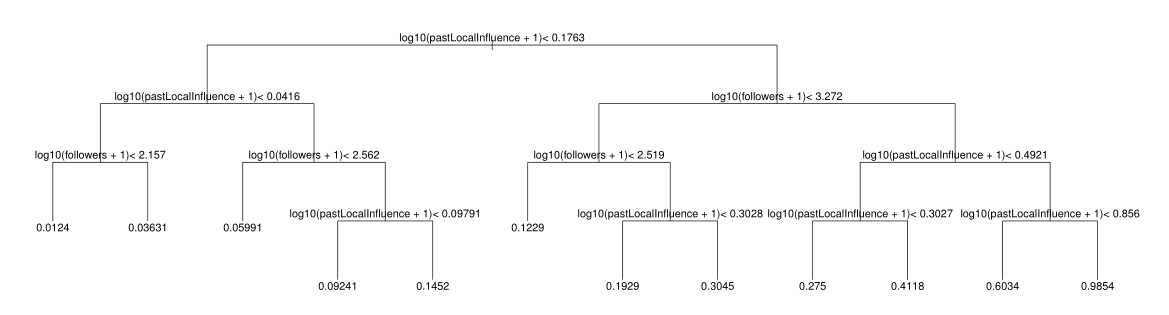 log10(pastLocalInfluence + 1)< 0.1763
log10(pastLocalInfluence + 1)< 0.0416
log10(followers + 1)< 3.272
log10(followers + 1)< 2.157
log10(followers + 1)< 2.562
log10(followers + 1)< 2.519
log10(pastLocalInfluence + 1)< 0.4921
log10(pastLocalInfluence + 1)< 0.09791
log10(pastLocalInfluence + 1)< 0.3028
log10(pastLocalInfluence + 1)< 0.3027
log10(pastLocalInfluence + 1)< 0.856
0.0124
0.03631
0.05991
0.1229
0.09241
0.1452
0.1929
0.3045
0.275
0.4118
0.6034
0.9854